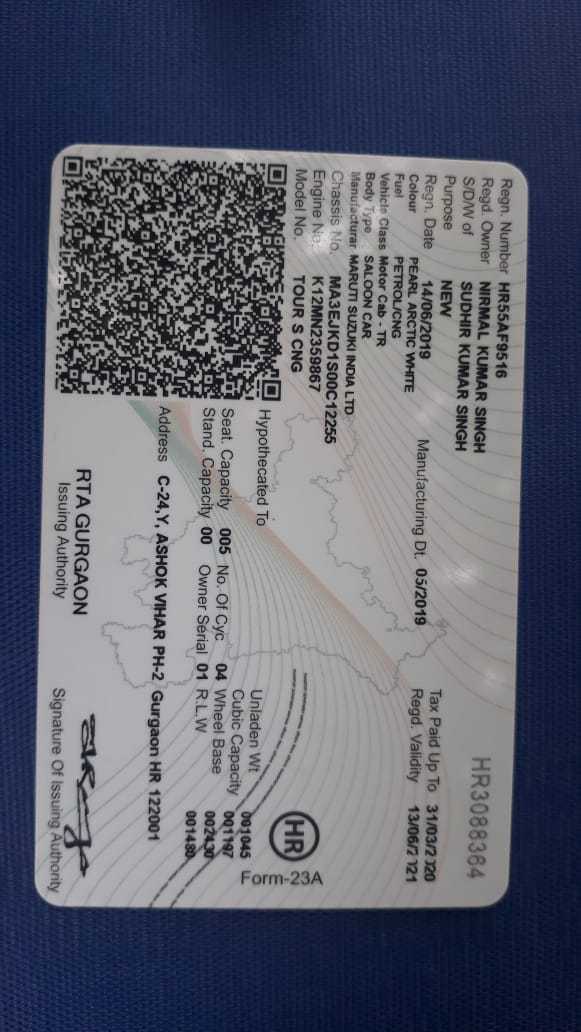 HR3088364
Regn. Number HR55AF9516
Regd. Owner NIRMAL KUMAR SINGH
S/D/W of SUDHIR KUMAR SINGH
Purpose NEW
Regn. Date 14/06/2019 Manufacturing Dt. 05/2019 Tax Paid Up To 31/03/2020
Colour PEARL ARCTIC WHITE Regd. Validity 13/06/2021
Fuel PETROL/CNG
Vehicle Class Motor Cab - TR
Body Type SALOON CAR
Manufacturar MARUTI SUZUKI INDIA LTD
Chassis No. MA3EJKD1S00C12255
Engine No. K12MN2359867
Model No. TOUR S CNG
HR
Form-23A
Hypothecated To
Unladen Wt 001045
Cubic Capacity 001197
Seat. Capacity 005 No. Of Cyc 04 Wheel Base 002430
Stand. Capacity 00 Owner Serial 01 R.L.W 001480
Address C-24,Y, ASHOK VIHAR PH-2 Gurgaon HR 122001
RTA GURGAON
Issuing Authority
Signature Of Issuing Authority